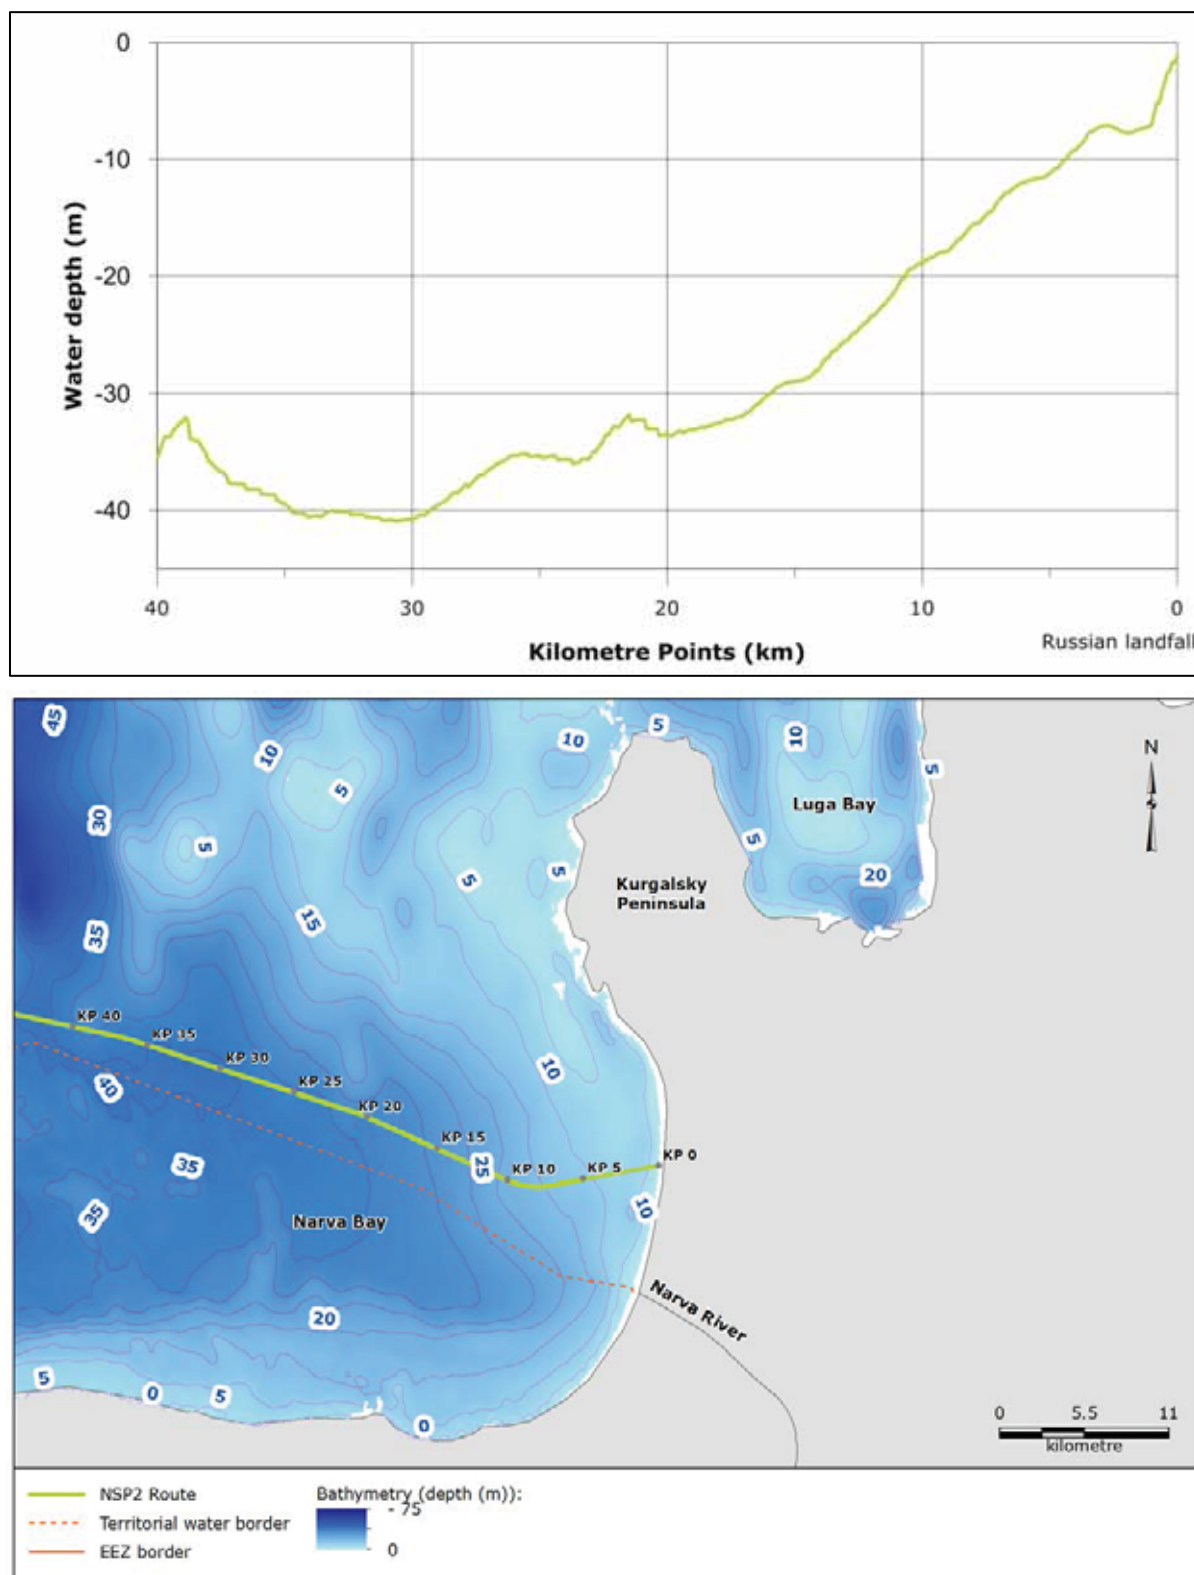 0
-10
-20
-30
-40
Water depth (m)
40
30
20
10
0
Russian landfall
Kilometre Points (km)
45
10
10
5
10
5
N
5
Luga Bay
30
5
5
5
5
5
20
Kurgalsky
Peninsula
15
35
KP 40
KP 35
KP 30
10
40
KP 25
KP 20
KP 15
KP 0
25
KP 10
KP 5
35
10
35
Narva Bay
Narva River
20
5
0
5
0
0
5.5
11
kilometre
NSP2 Route
Territorial water border
EEZ border
Bathymetry (depth (m)):
- 75
0